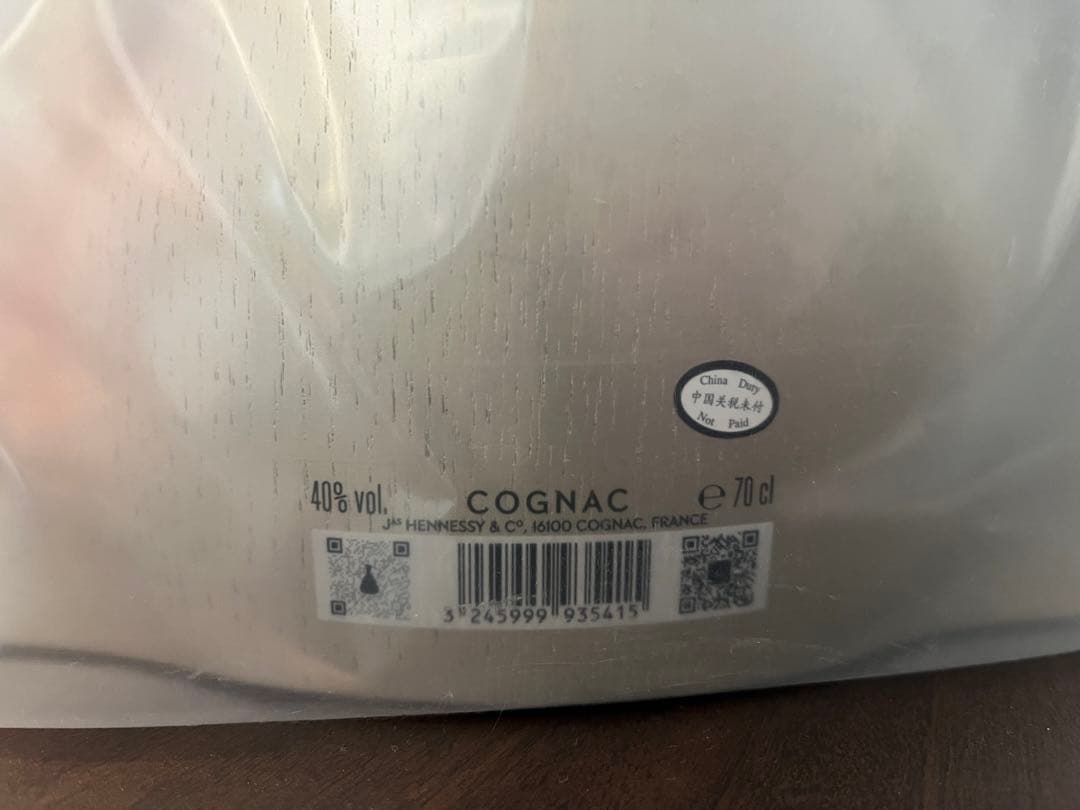 China Duty
中国关税未付
Not Paid
40% vol.
COGNAC
e 70 cl
JAS HENNESSY & CO, 16100 COGNAC, FRANCE
3 245999 935415